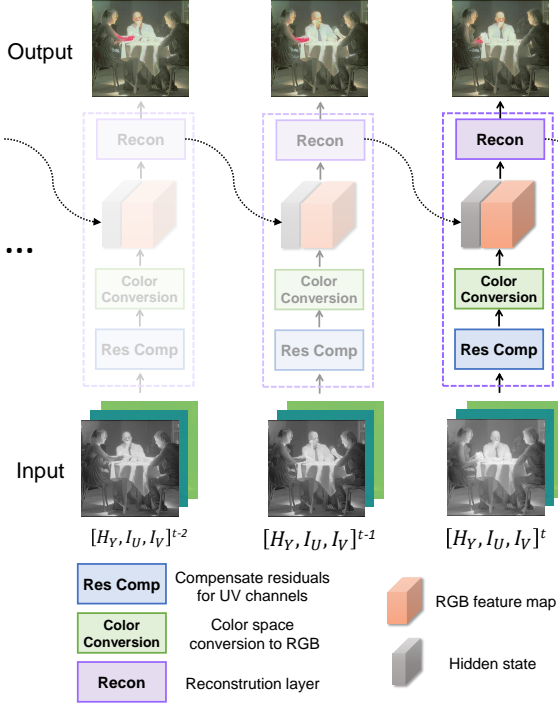 Output
Recon
Recon
Recon
...
Color
Conversion
Color
Conversion
Color
Conversion
Res Comp
Res Comp
Res Comp
Input
[H_Y, I_U, I_V]^{t-2}
[H_Y, I_U, I_V]^{t-1}
[H_Y, I_U, I_V]^{t}
Res Comp
Compensate residuals
for UV channels
Color
Conversion
Color space
conversion to RGB
Recon
Reconstrution layer
RGB feature map
Hidden state